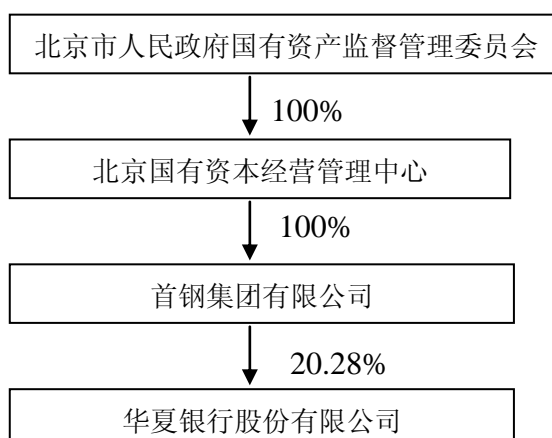 北京市人民政府国有资产监督管理委员会
100%
北京国有资本经营管理中心
100%
首钢集团有限公司
20.28%
华夏银行股份有限公司